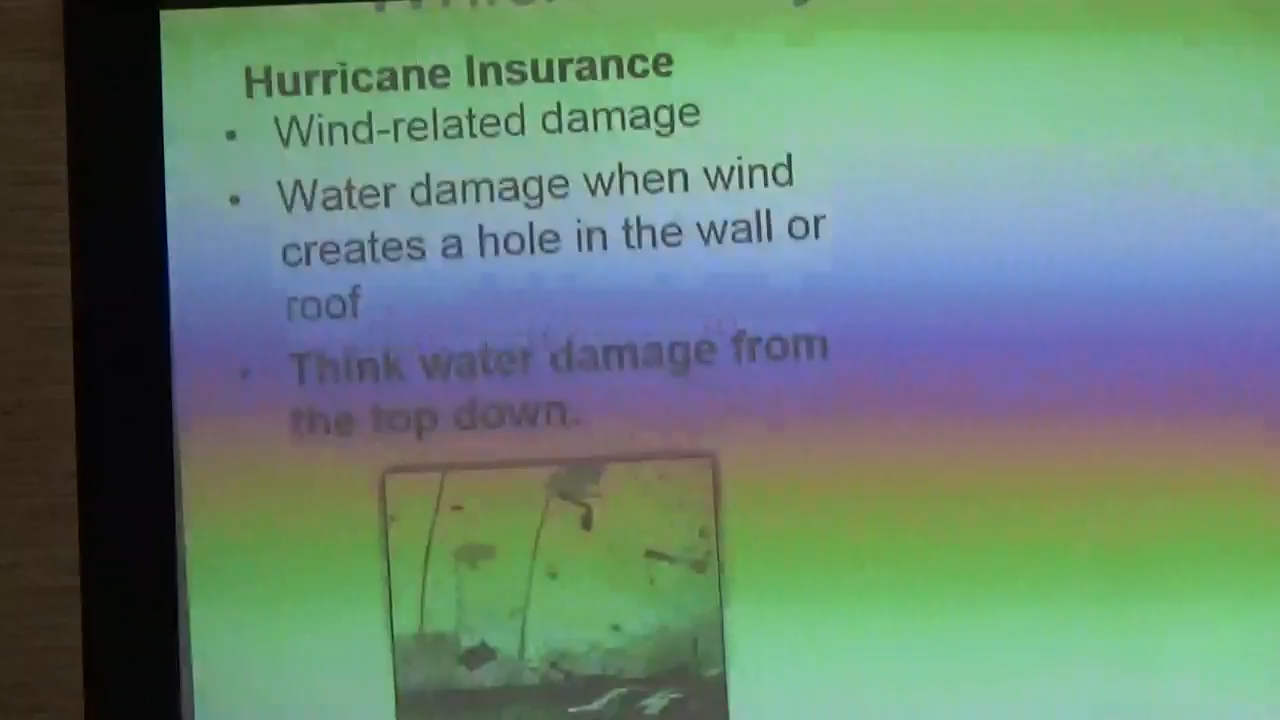 Hurricane Insurance
• Wind-related damage
• Water damage when wind
creates a hole in the wall or
roof
• Think water damage from
the top down.